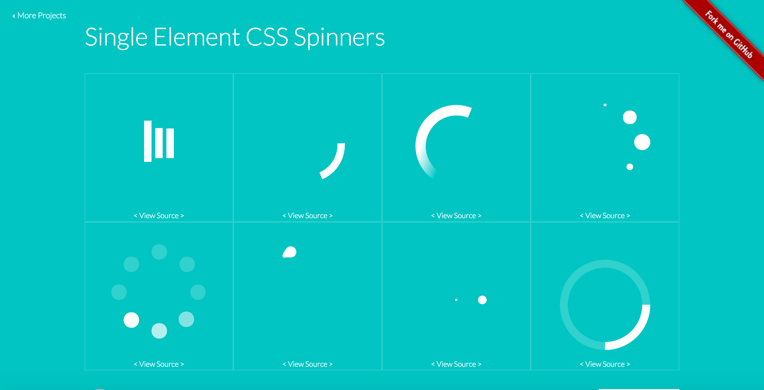 « More Projects
Single Element CSS Spinners
Fork me on GitHub
< View Source >
< View Source >
< View Source >
< View Source >
< View Source >
< View Source >
< View Source >
< View Source >